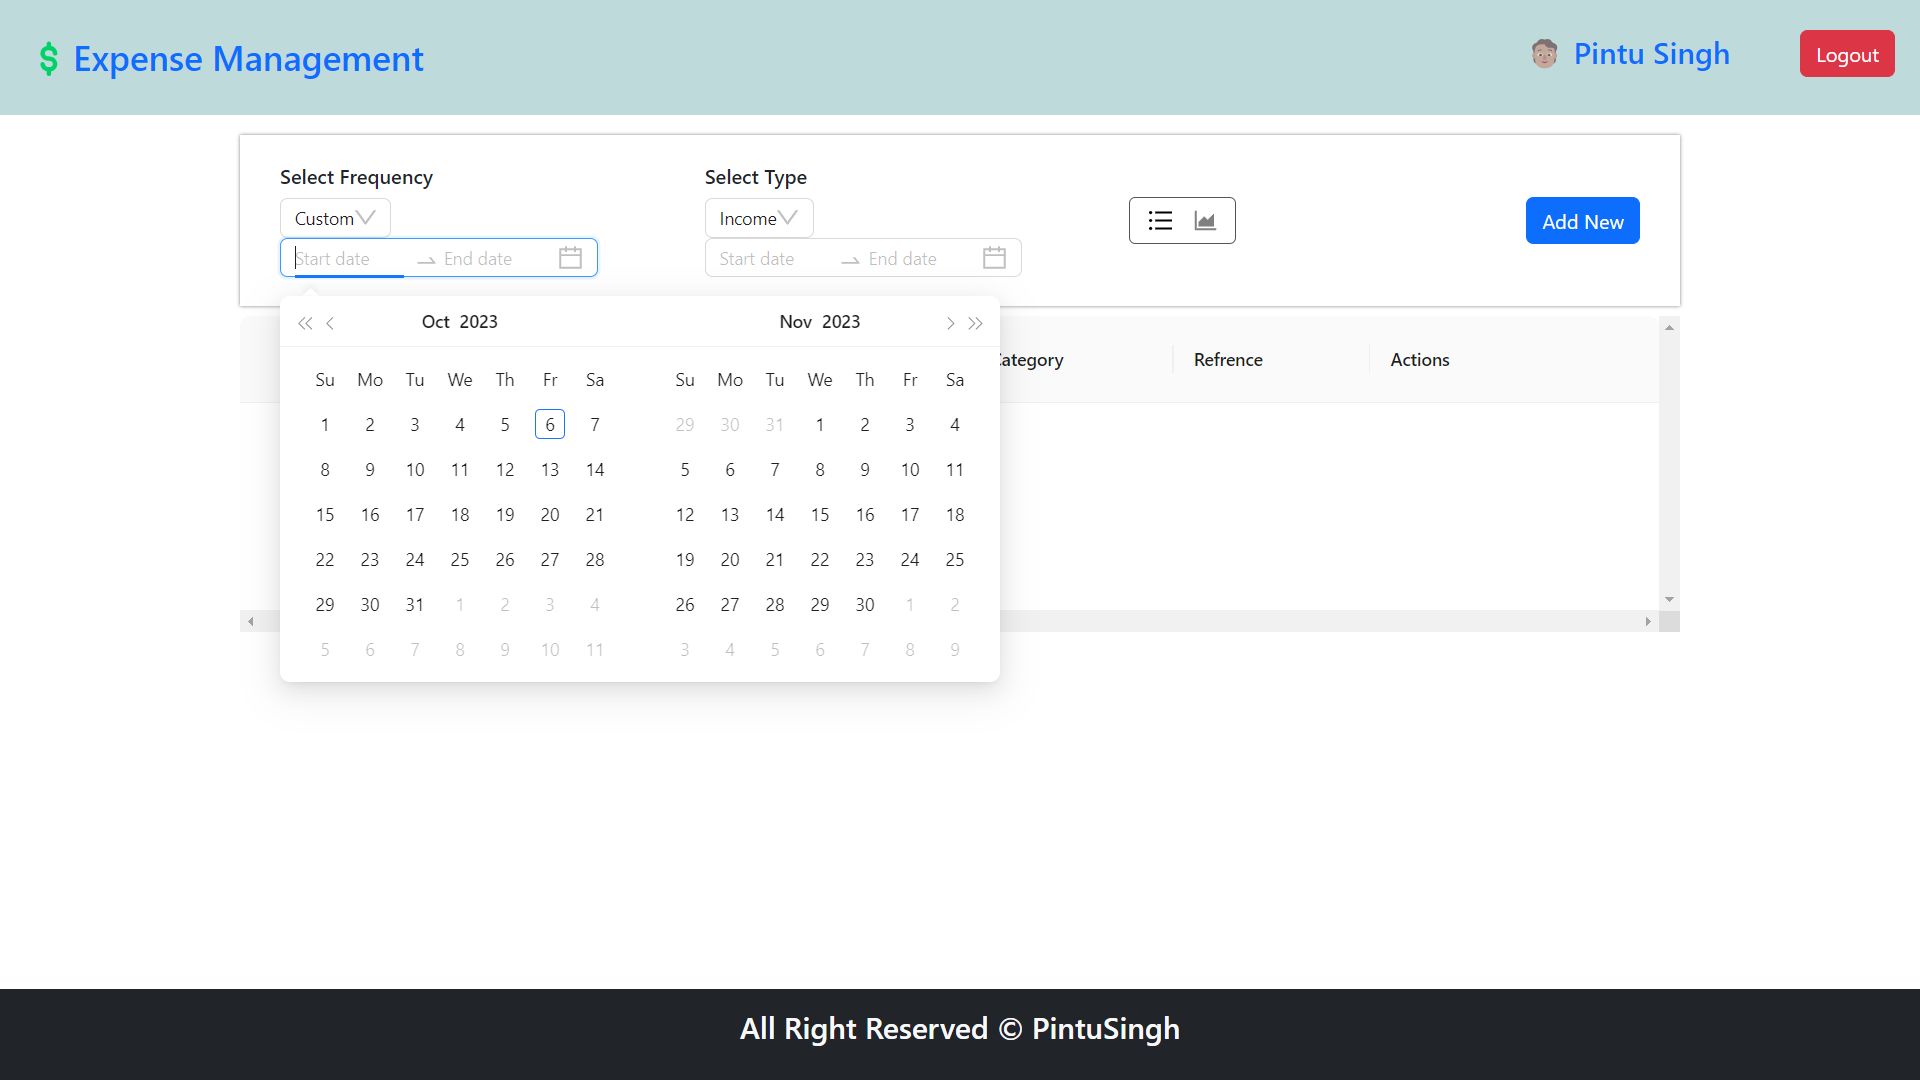 $ Expense Management
Pintu Singh
Logout
Select Frequency
Select Type
Custom
Income
Add New
Start date
End date
Start date
End date
Oct 2023
Nov 2023
ategory
Refrence
Actions
Su Mo Tu We Th Fr Sa
Su Mo Tu We Th Fr Sa
1 2 3 4 5 6 7
29 30 31 1 2 3 4
8 9 10 11 12 13 14
5 6 7 8 9 10 11
15 16 17 18 19 20 21
12 13 14 15 16 17 18
22 23 24 25 26 27 28
19 20 21 22 23 24 25
29 30 31 1 2 3 4
26 27 28 29 30 1 2
5 6 7 8 9 10 11
3 4 5 6 7 8 9
All Right Reserved © PintuSingh